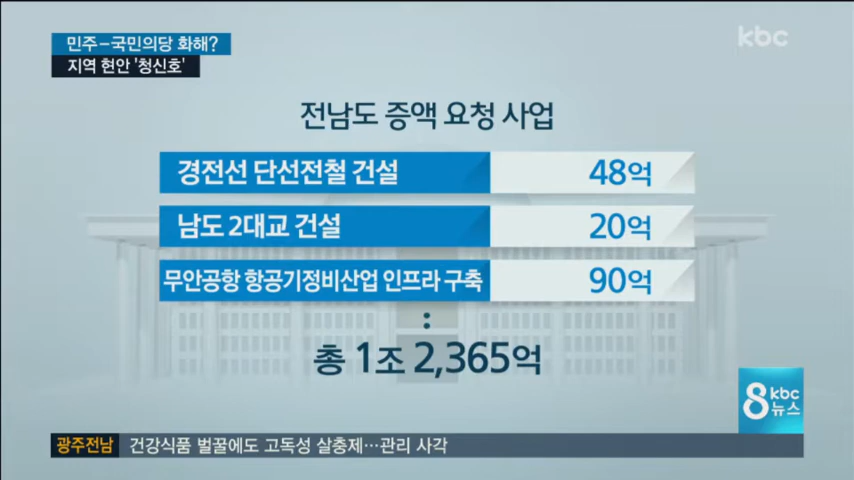 민주-국민의당 화해?
지역 현안 '청신호'
kbc
전남도 증액 요청 사업
경전선 단선전철 건설 48억
남도 2대교 건설 20억
무안공항 항공기정비산업 인프라 구축 90억
:
총 1조 2,365억
8 kbc 뉴스
광주전남 건강식품 벌꿀에도 고독성 살충제…관리 사각